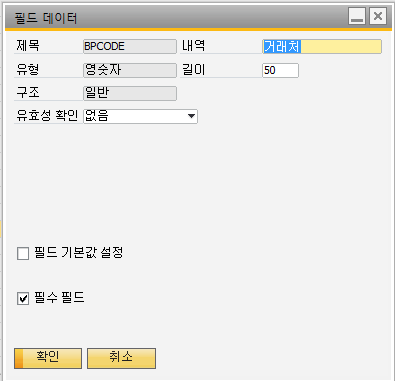 필드 데이터
제목 BPCODE 내역 거래처
유형 영숫자 길이 50
구조 일반
유효성 확인 없음
필드 기본값 설정
필수 필드
확인 취소